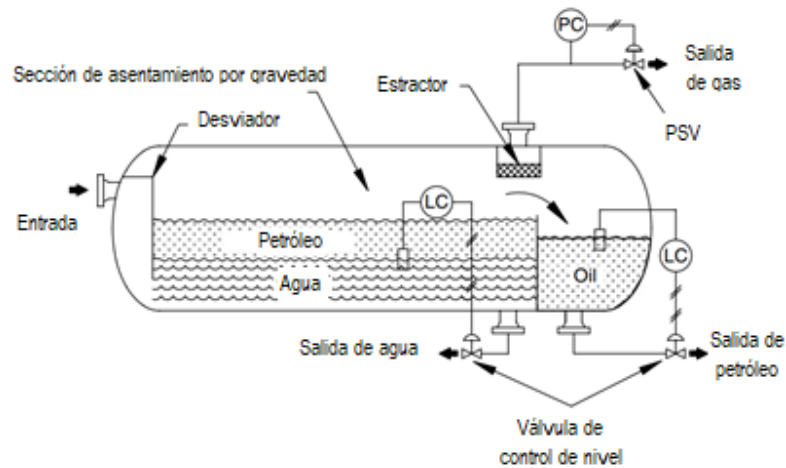 PC
Sección de asentamiento por gravedad
Estractor
Salida
de gas
Desviador
PSV
Entrada
LC
LC
Petróleo
Agua
Oil
Salida de agua
Salida de
petróleo
Válvula de
control de nivel